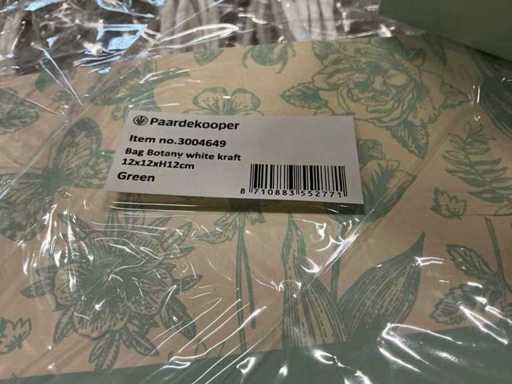 Paardekooper
Item no.3004649
Bag Botany white kraft
12x12xH12cm
Green
8 710883 552771